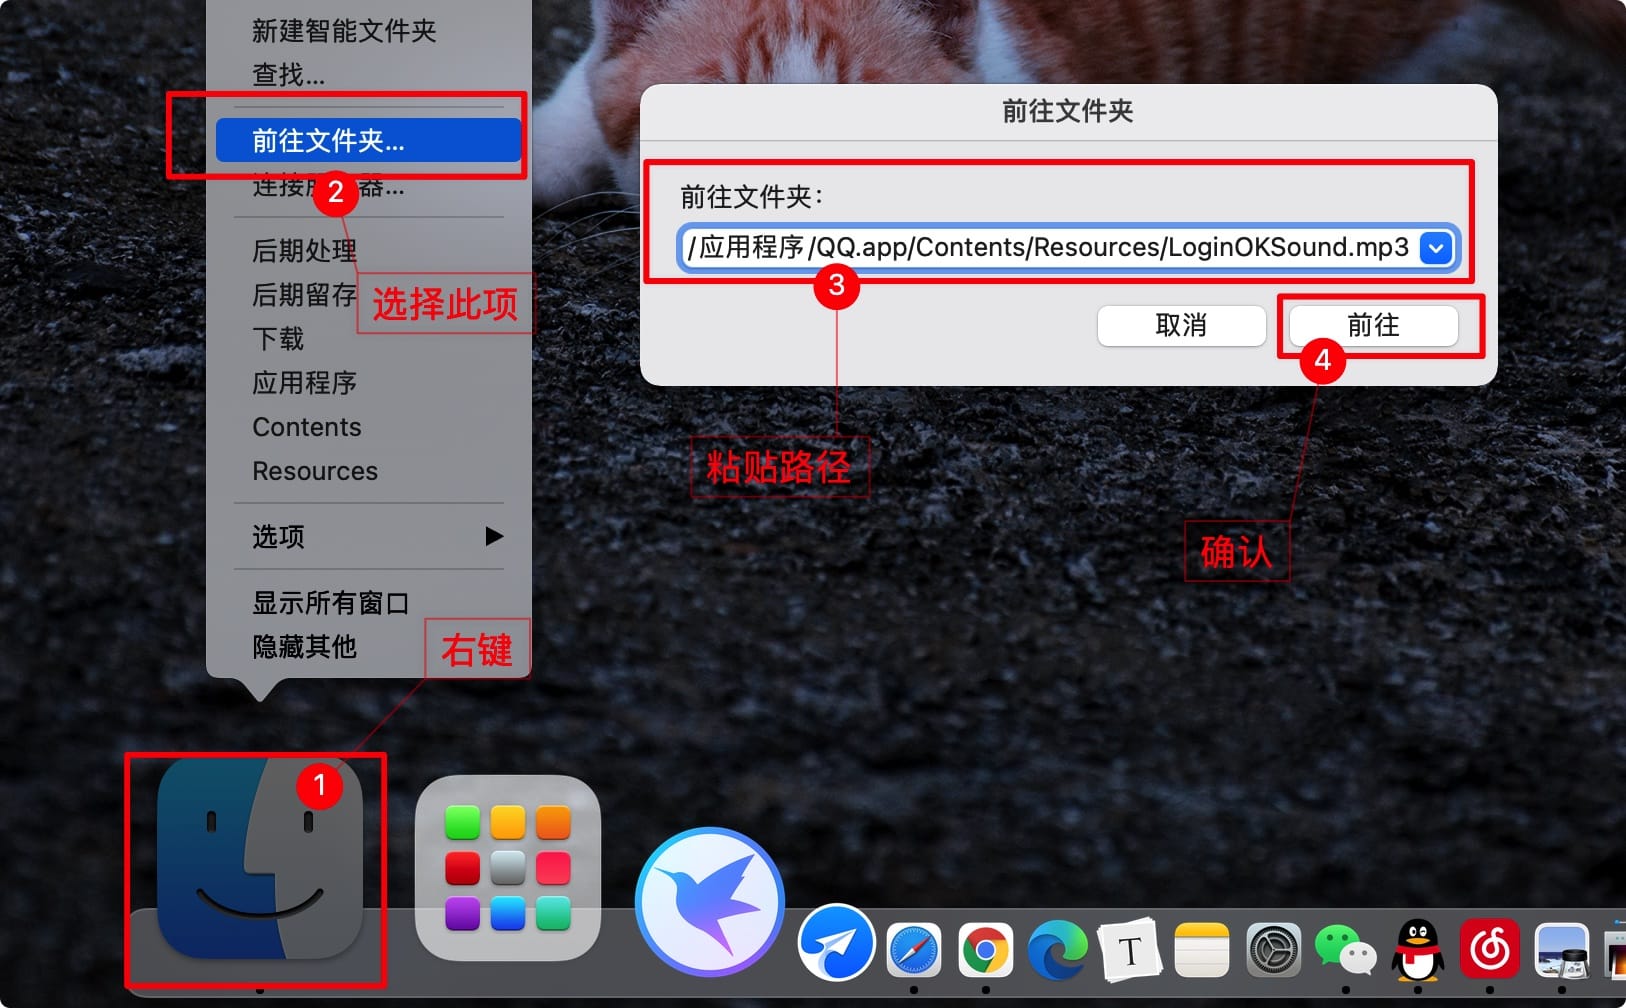 新建智能文件夹
查找...
前往文件夹...
连接
器...
2
后期处理
后期留存
选择此项
下载
应用程序
Contents
Resources
选项
显示所有窗口
隐藏其他
右键
1
前往文件夹
前往文件夹：
/应用程序/QQ.app/Contents/Resources/LoginOKSound.mp3
3
取消
前往
4
粘贴路径
确认
T